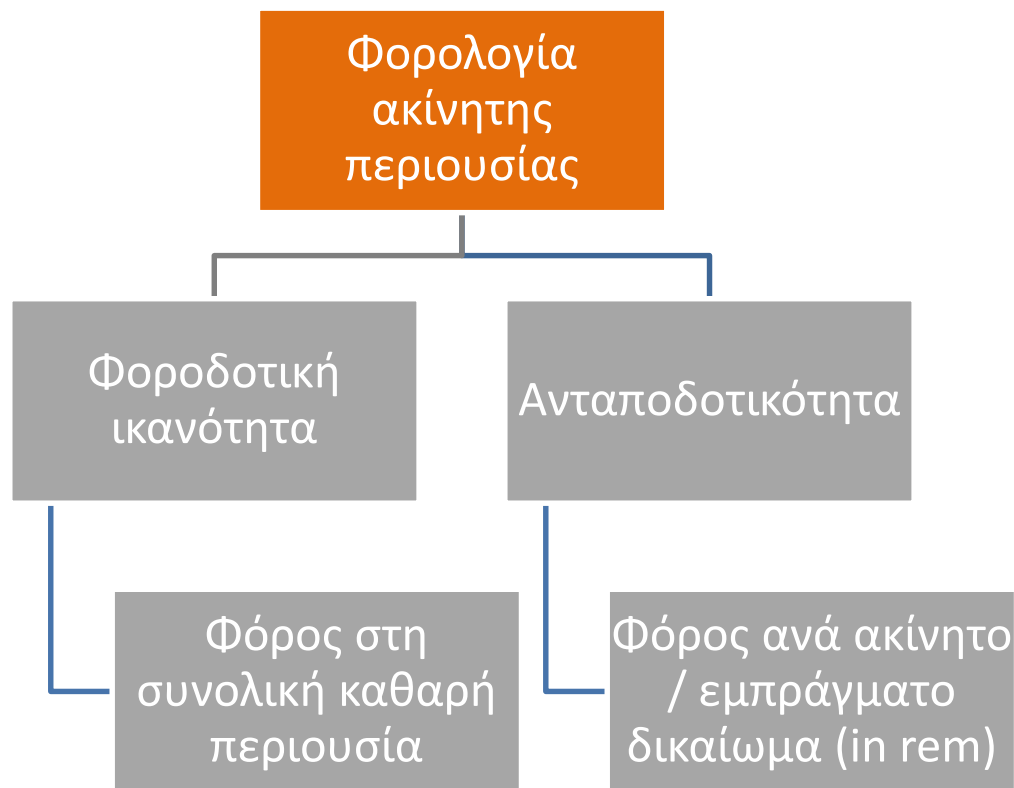 Φορολογία
ακίνητης
περιουσίας
Φοροδοτική
ικανότητα
Ανταποδοτικότητα
Φόρος στη
συνολική καθαρή
περιουσία
Φόρος ανά ακίνητο
/ εμπράγματο
δικαίωμα (in rem)